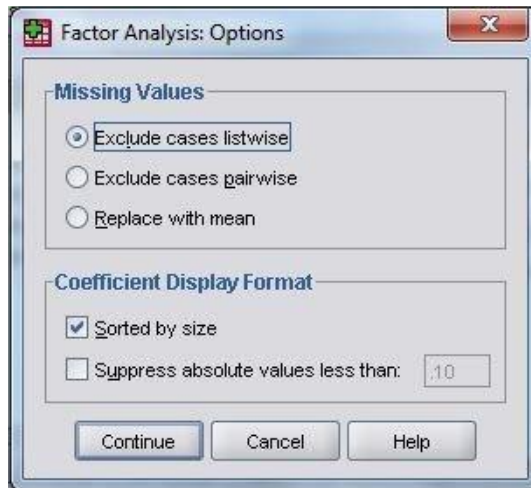 Factor Analysis: Options
Missing Values
Exclude cases listwise
Exclude cases pairwise
Replace with mean
Coefficient Display Format
Sorted by size
Suppress absolute values less than: .10
Continue Cancel Help